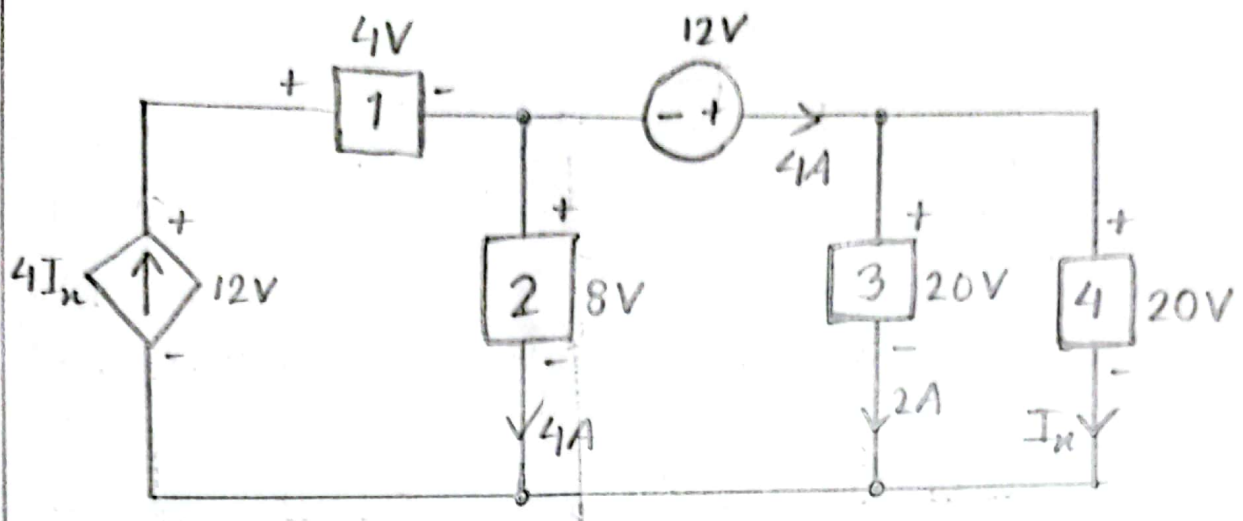 4V
12V
+ 1 -
- +
4A
+
+
+
+
4Iₓ
12V
2
8V
3
20V
4
20V
-
-
-
-
4A
2A
Iₓ